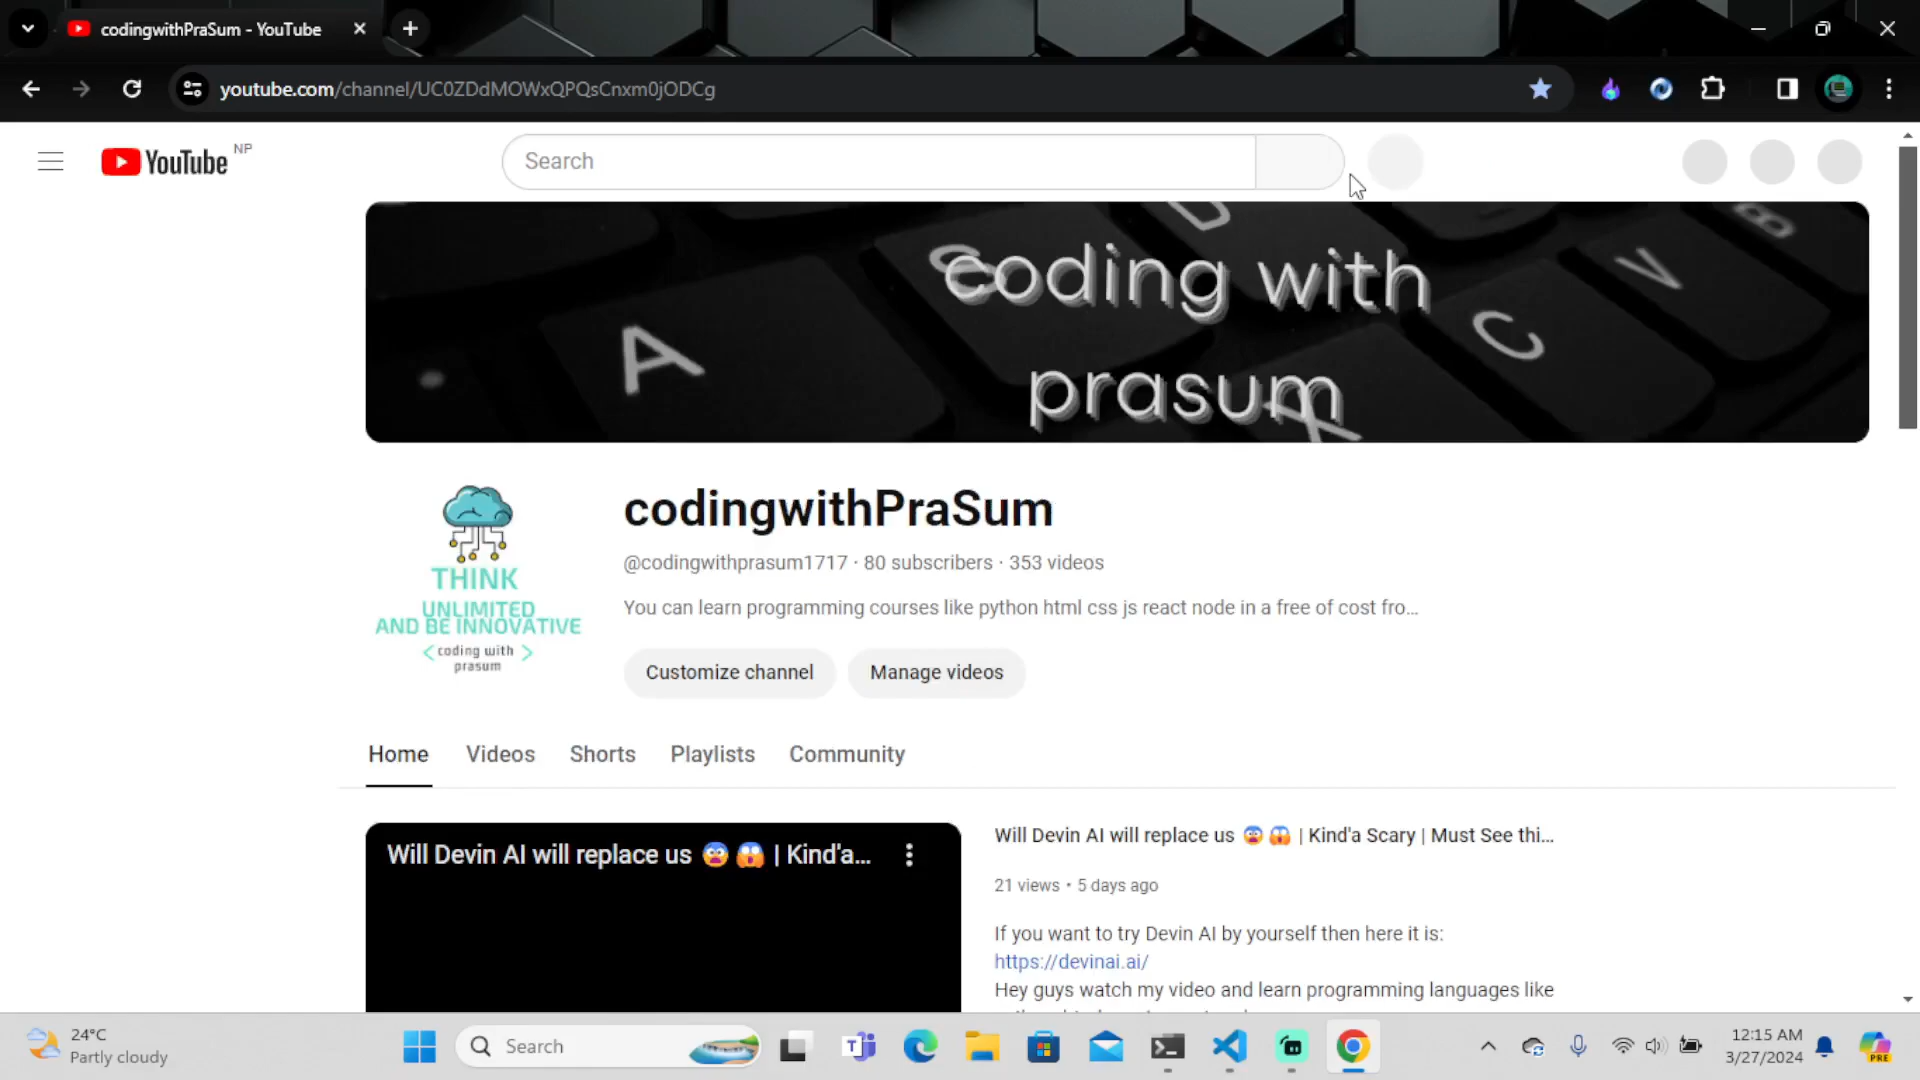 codingwithPraSum - YouTube
youtube.com/channel/UC0ZDdMOWxQPQsCnxm0jODCg
YouTube NP
Search
A
B
V
C
coding with
prasum
THINK
UNLIMITED
AND BE INNOVATIVE
< coding with >
prasum
codingwithPraSum
@codingwithprasum1717 · 80 subscribers · 353 videos
You can learn programming courses like python html css js react node in a free of cost fro...
Customize channel
Manage videos
Home
Videos
Shorts
Playlists
Community
Will Devin AI will replace us 😨 😱 | Kind'a...
Will Devin AI will replace us 😨 😱 | Kind'a Scary | Must See thi...
21 views • 5 days ago
If you want to try Devin AI by yourself then here it is:
https://devinai.ai/
Hey guys watch my video and learn programming languages like
24°C
Partly cloudy
Search
12:15 AM
3/27/2024
PRE